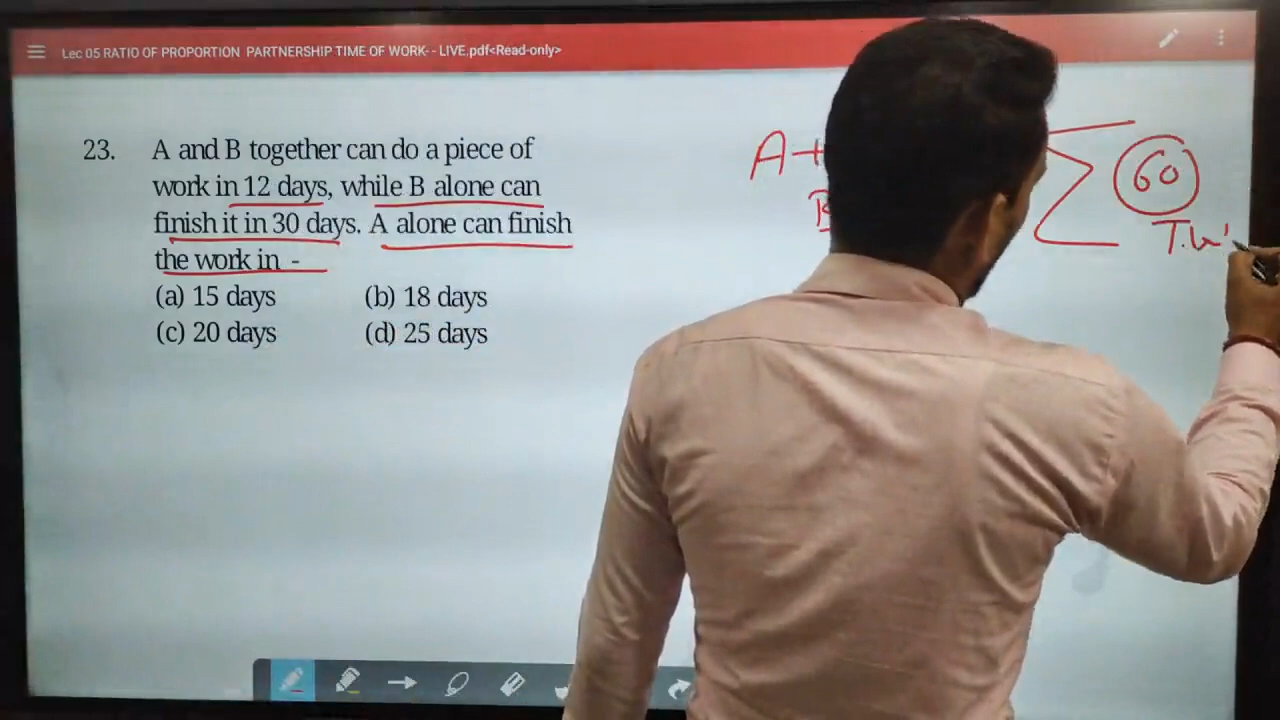 Lec 05 RATIO OF PROPORTION PARTNERSHIP TIME OF WORK-- LIVE.pdf<Read-only>
23. A and B together can do a piece of
work in 12 days, while B alone can
finish it in 30 days. A alone can finish
the work in -
(a) 15 days (b) 18 days
(c) 20 days (d) 25 days
A+
B
60
T.W